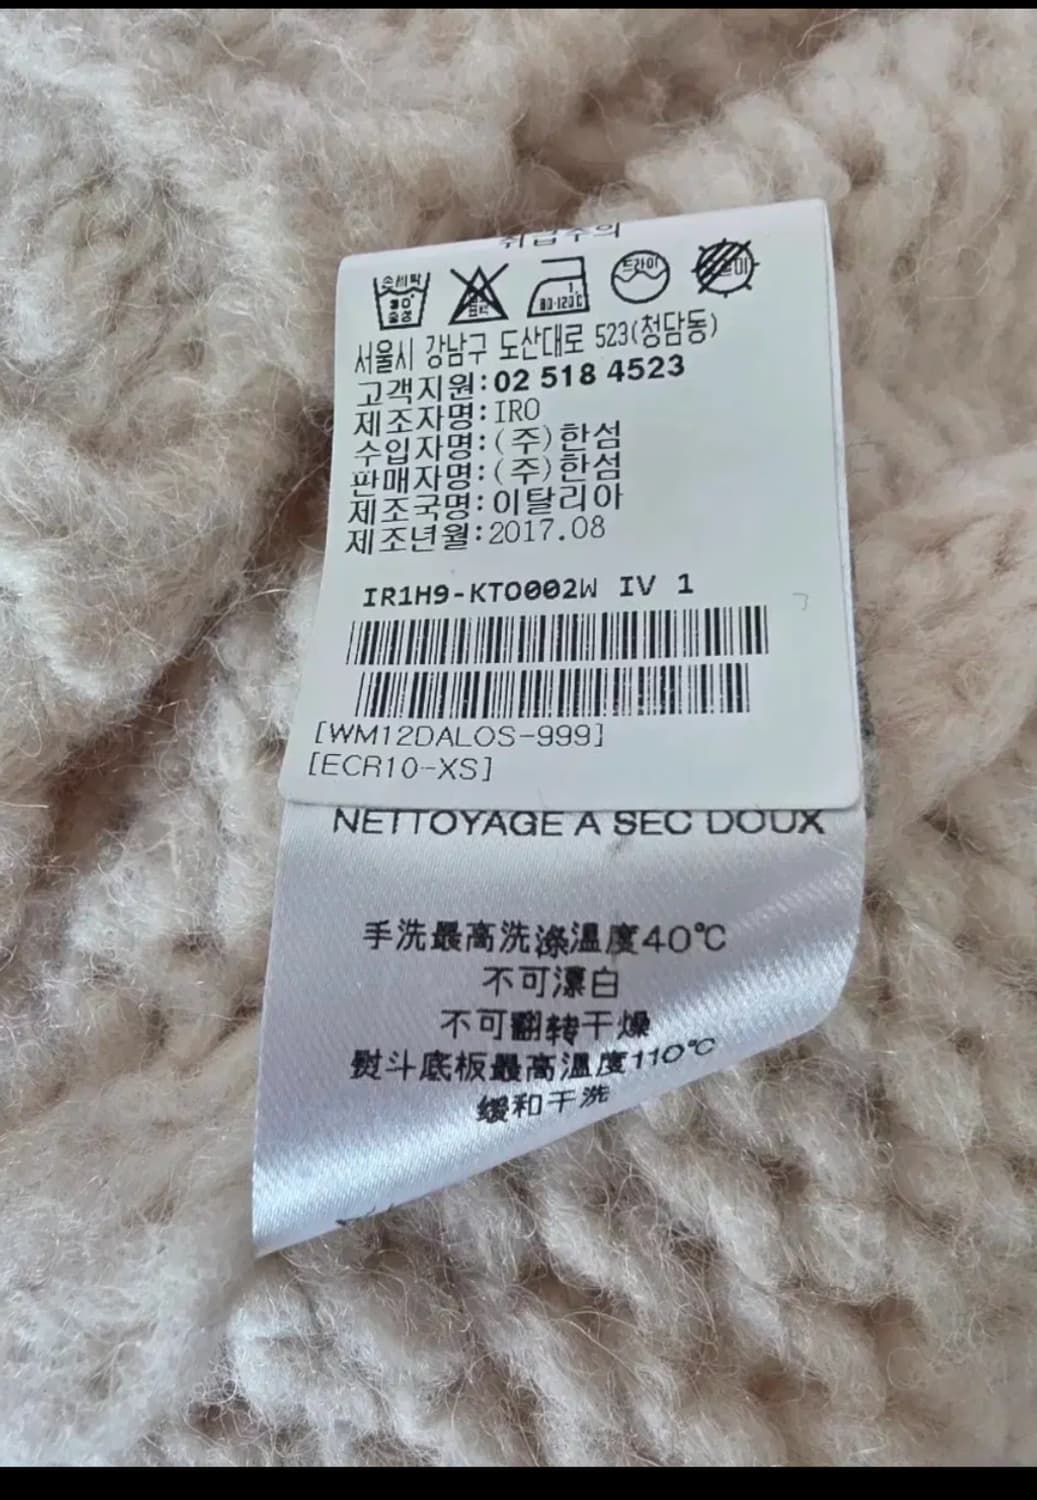 취급주의
손세탁 30° 중성
80-120℃
드라이
서울시 강남구 도산대로 523(청담동)
고객지원:02 518 4523
제조자명:IRO
수입자명:(주)한섬
판매자명:(주)한섬
제조국명:이탈리아
제조년월:2017.08
IR1H9-KTO002W IV 1
[WM12DALOS-999]
[ECR10-XS]
NETTOYAGE A SEC DOUX
手洗最高洗涤溫度40℃
不可漂白
不可翻转干燥
熨斗底板最高溫度110℃
缓和干洗